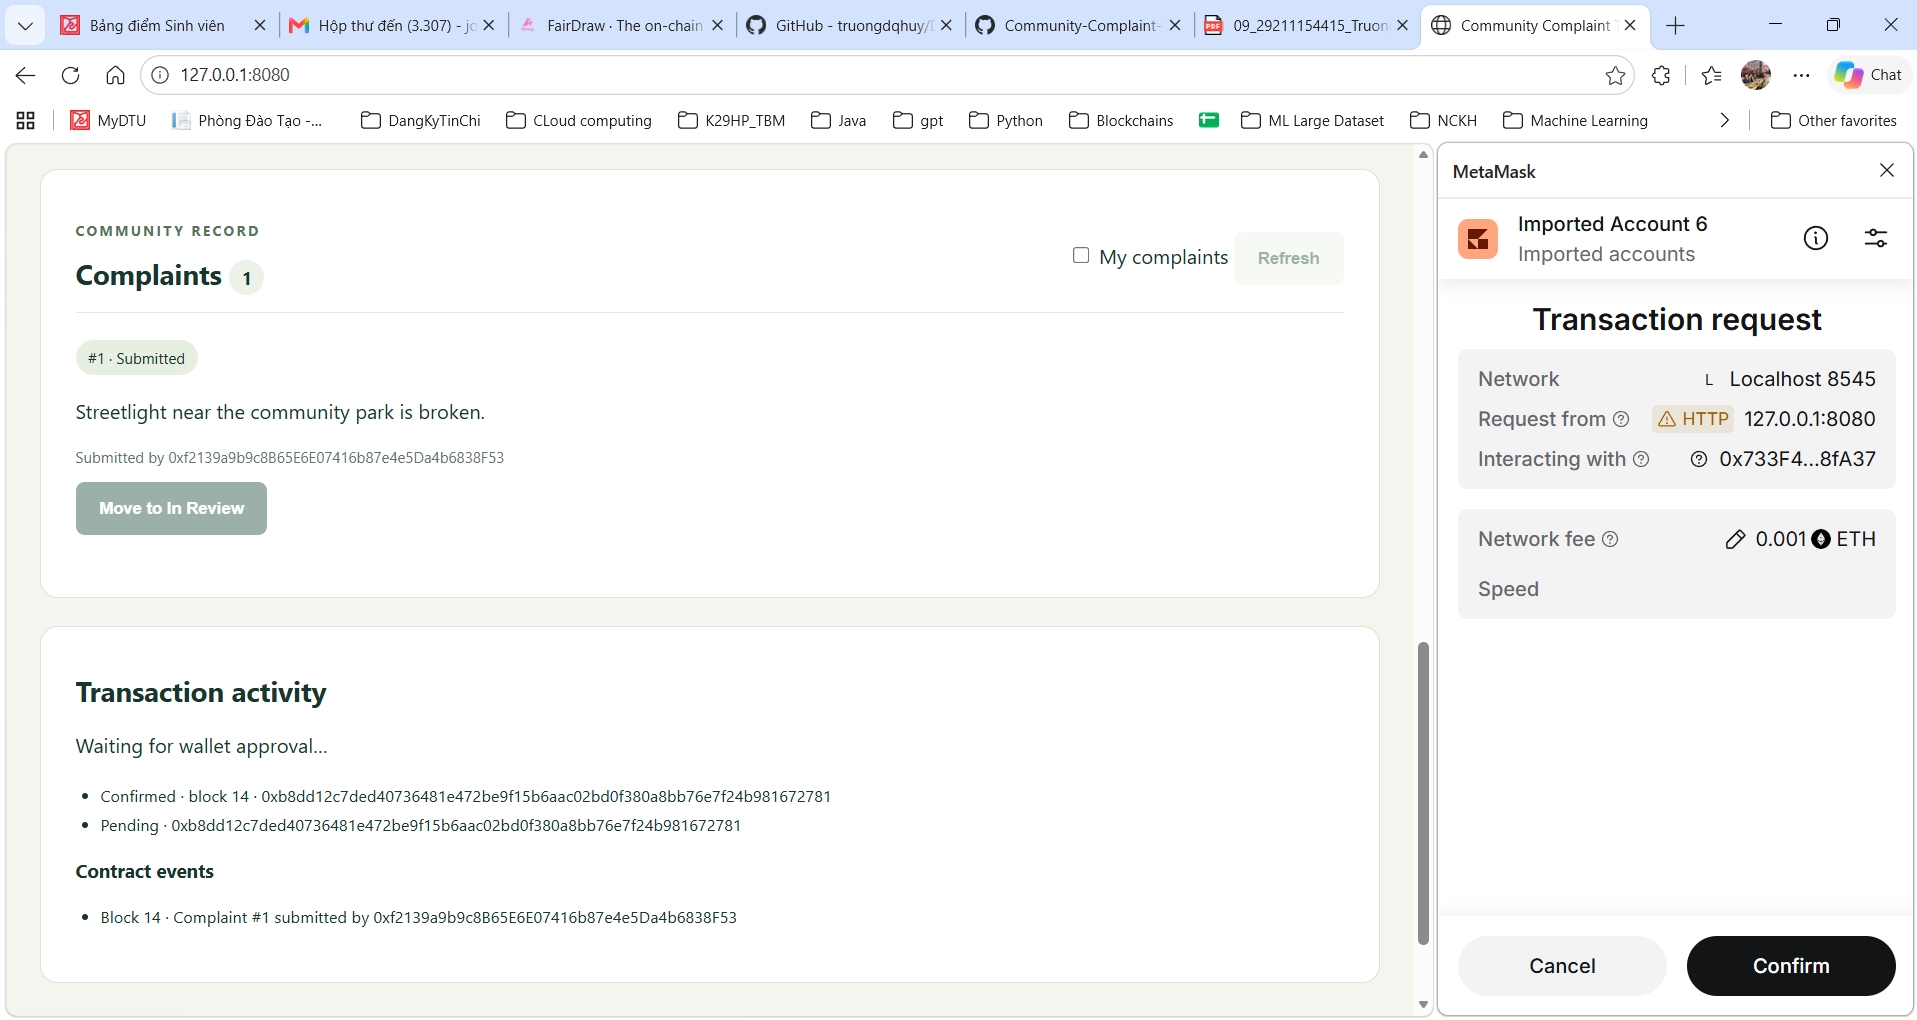 Bảng điểm Sinh viên
Hộp thư đến (3.307) - jo
FairDraw · The on-chain
GitHub - truongdqhuy/
Community-Complaint-
09_29211154415_Truon
Community Complaint
127.0.0.1:8080
Chat
MyDTU
Phòng Đào Tạo -...
DangKyTinChi
CLoud computing
K29HP_TBM
Java
gpt
Python
Blockchains
ML Large Dataset
NCKH
Machine Learning
Other favorites
COMMUNITY RECORD
Complaints 1
My complaints
Refresh
#1 · Submitted
Streetlight near the community park is broken.
Submitted by 0xf2139a9b9c8B65E6E07416b87e4e5Da4b6838F53
Move to In Review
Transaction activity
Waiting for wallet approval...
Confirmed · block 14 · 0xb8dd12c7ded40736481e472be9f15b6aac02bd0f380a8bb76e7f24b981672781
Pending · 0xb8dd12c7ded40736481e472be9f15b6aac02bd0f380a8bb76e7f24b981672781
Contract events
Block 14 · Complaint #1 submitted by 0xf2139a9b9c8B65E6E07416b87e4e5Da4b6838F53
MetaMask
Imported Account 6
Imported accounts
Transaction request
Network L Localhost 8545
Request from HTTP 127.0.0.1:8080
Interacting with 0x733F4...8fA37
Network fee 0.001 ETH
Speed
Cancel
Confirm